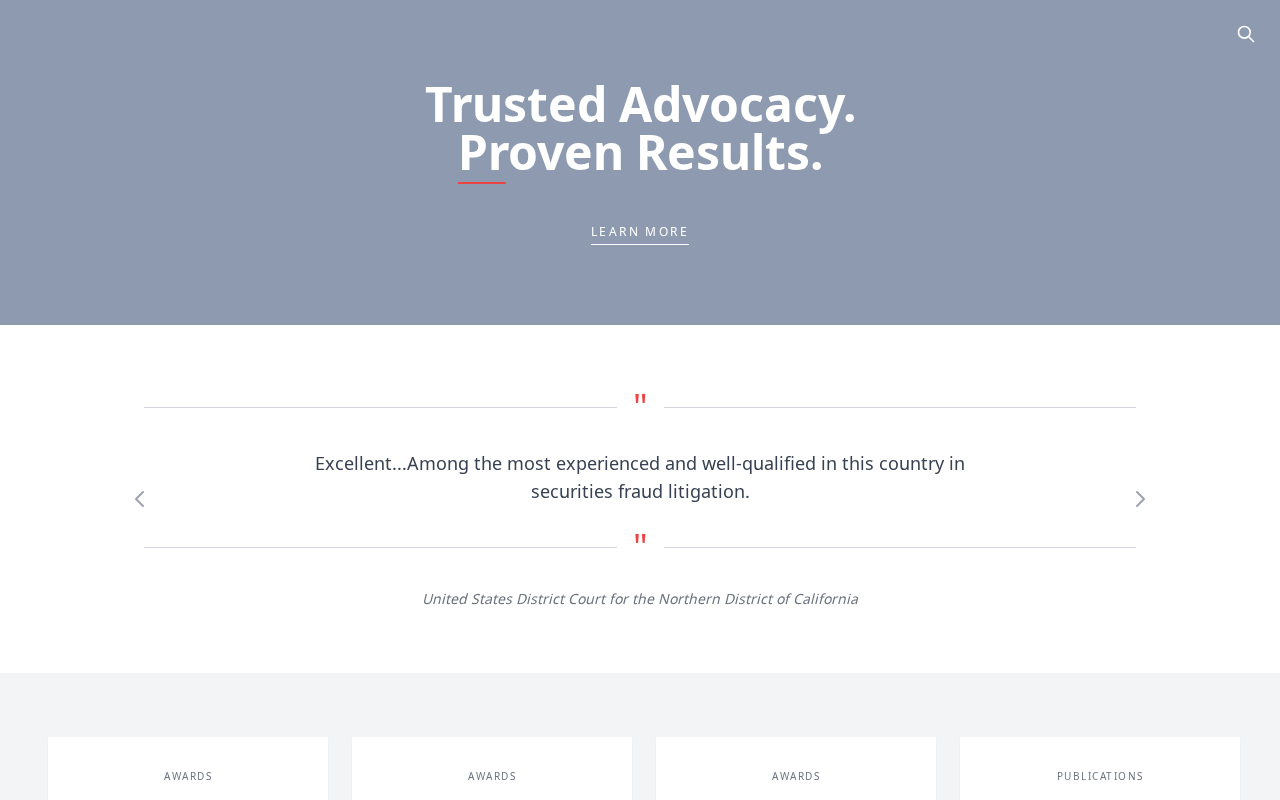 Trusted Advocacy.
Proven Results.
LEARN MORE
"
Excellent...Among the most experienced and well-qualified in this country in
securities fraud litigation.
"
United States District Court for the Northern District of California
AWARDS
AWARDS
AWARDS
PUBLICATIONS